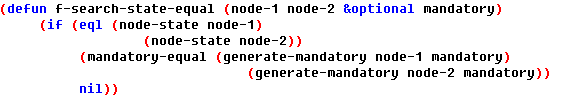 (defun f-search-state-equal (node-1 node-2 &optional mandatory)
(if (eql (node-state node-1)
(node-state node-2))
(mandatory-equal (generate-mandatory node-1 mandatory)
(generate-mandatory node-2 mandatory))
nil))